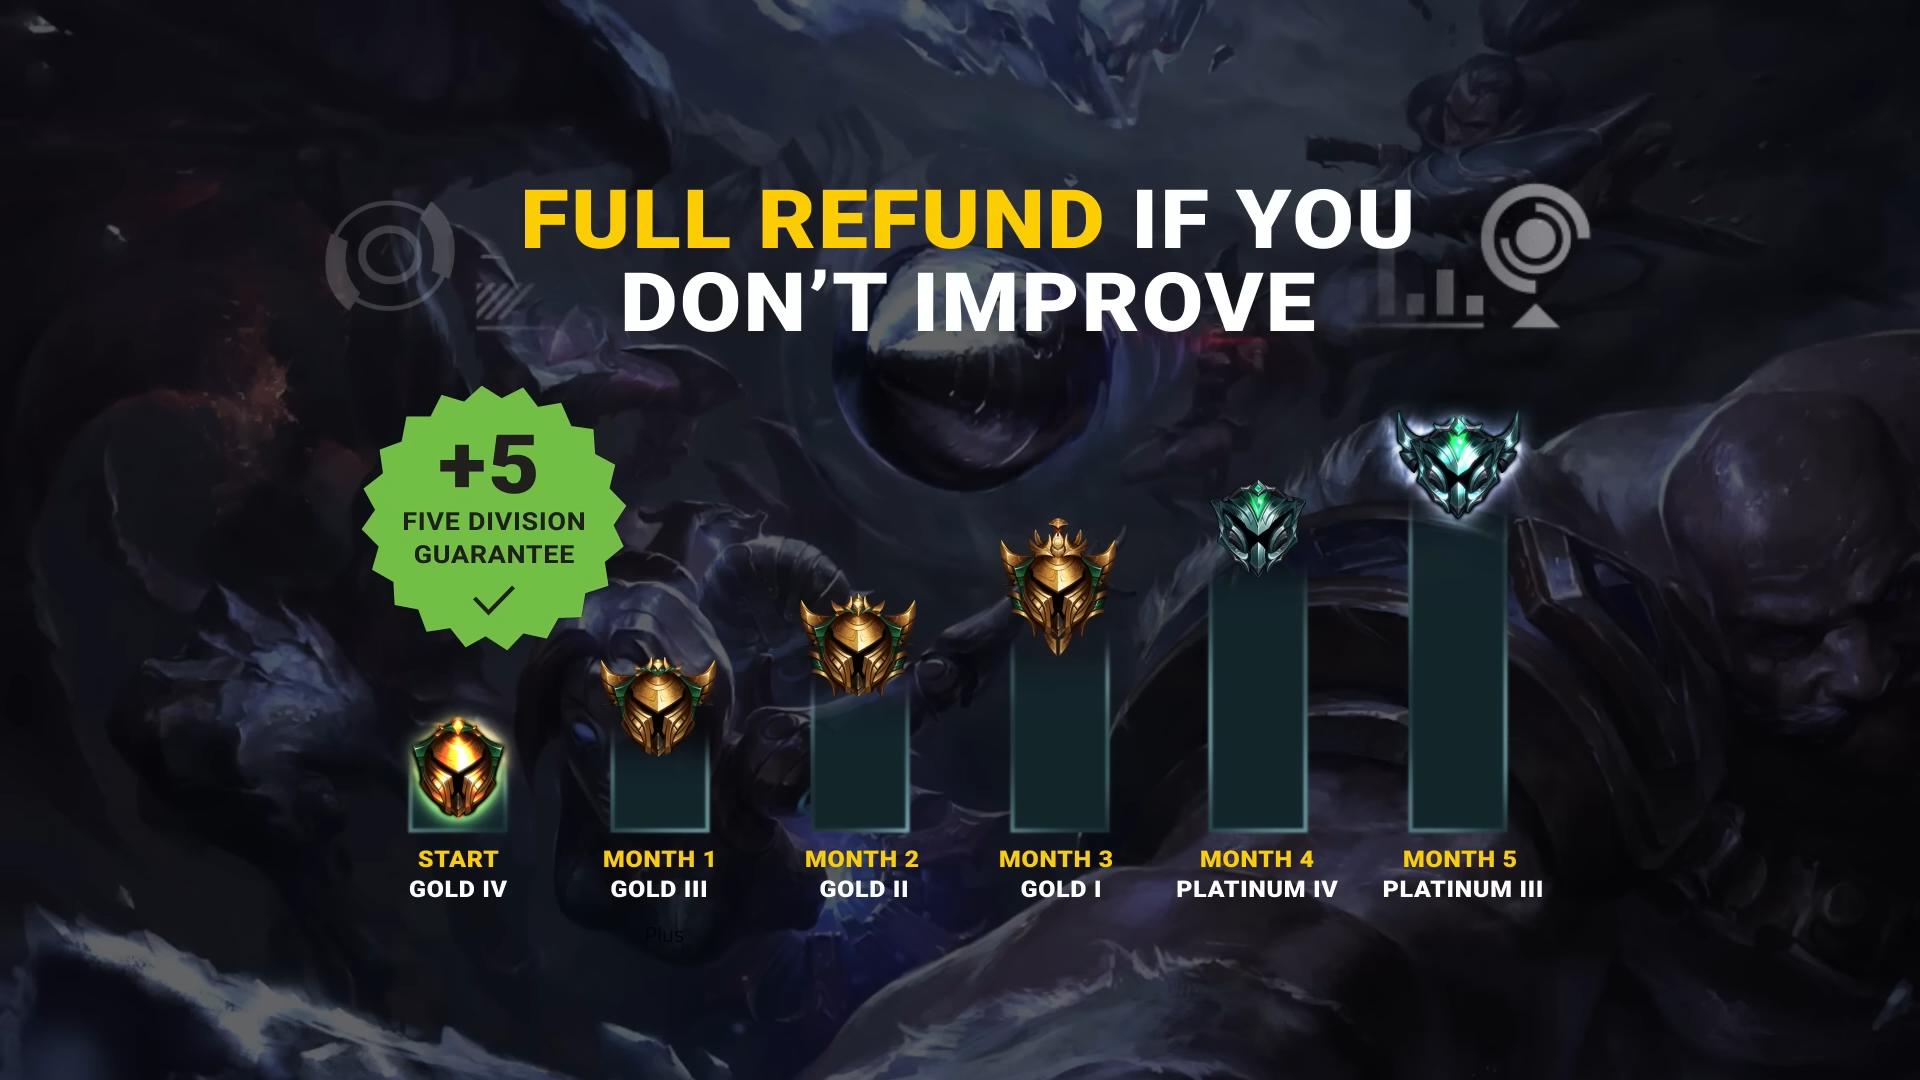 FULL REFUND IF YOU
DON'T IMPROVE
+5
FIVE DIVISION
GUARANTEE
START
GOLD IV
MONTH 1
GOLD III
MONTH 2
GOLD II
MONTH 3
GOLD I
MONTH 4
PLATINUM IV
MONTH 5
PLATINUM III
Plus